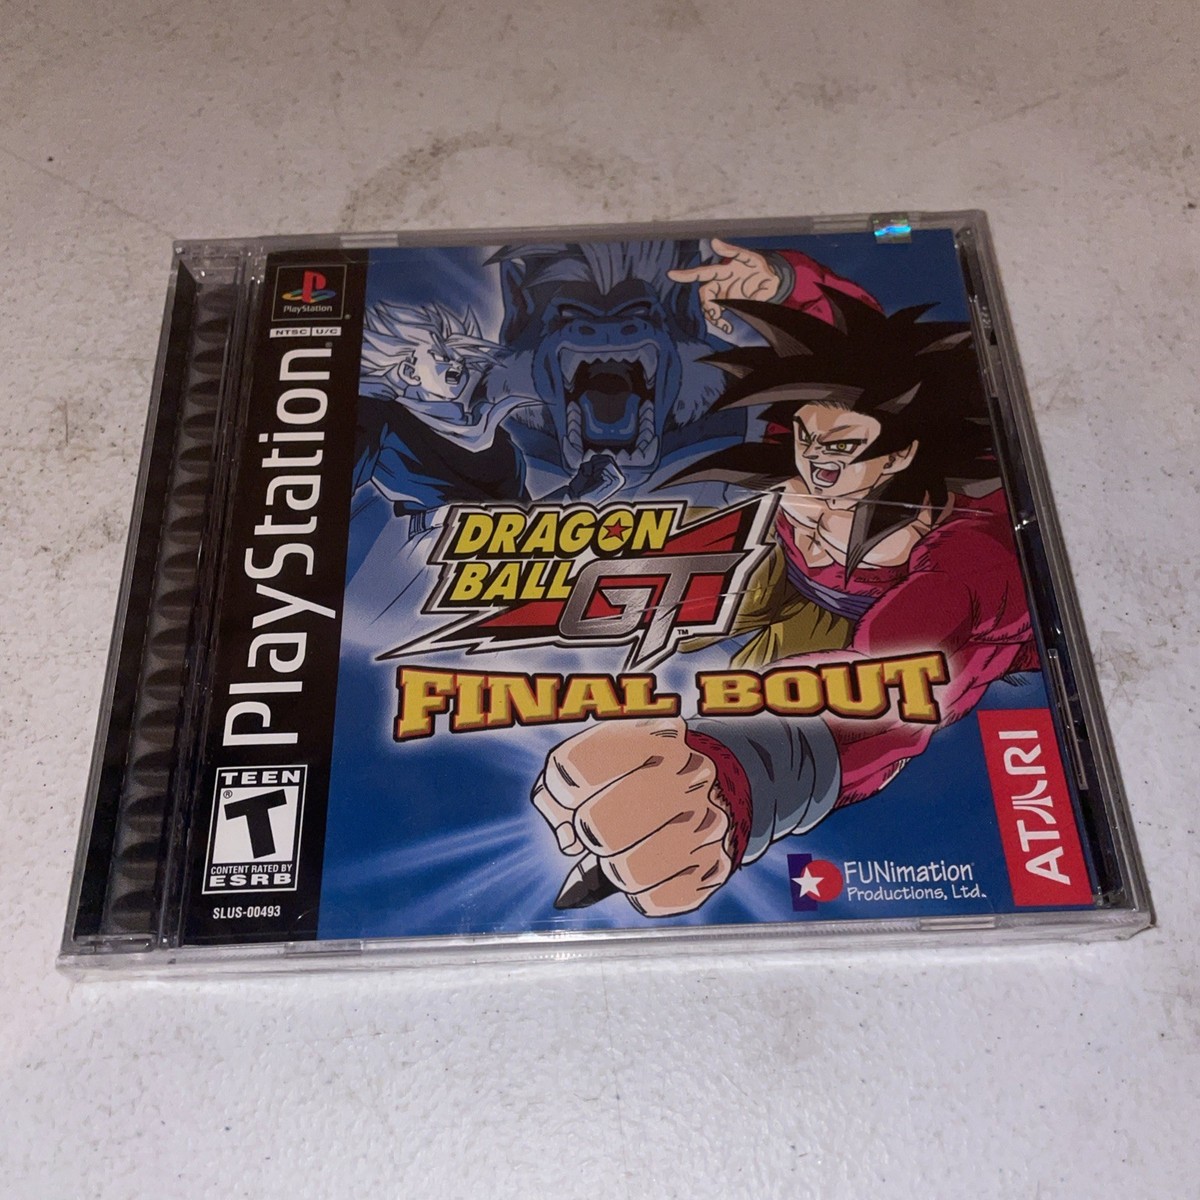 PlayStation
NTSC U/C
PlayStation
DRAGON
BALL
GT
FINAL BOUT
TEEN
T
CONTENT RATED BY
ESRB
SLUS-00493
FUNimation
Productions, Ltd.
ATARI